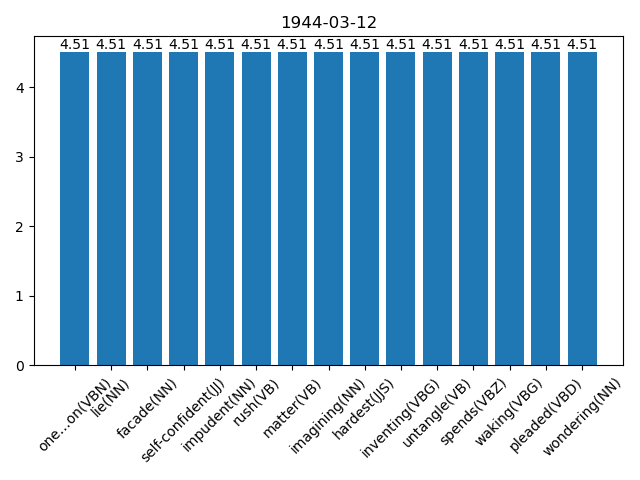 1944-03-12
4.51 4.51 4.51 4.51 4.51 4.51 4.51 4.51 4.51 4.51 4.51 4.51 4.51 4.51 4.51
4
3
2
1
0
one...on(VBN)
lie(NN)
facade(NN)
self-confident(JJ)
impudent(NN)
rush(VB)
matter(VB)
imagining(NN)
hardest(JJS)
inventing(VBG)
untangle(VB)
spends(VBZ)
waking(VBG)
pleaded(VBD)
wondering(NN)